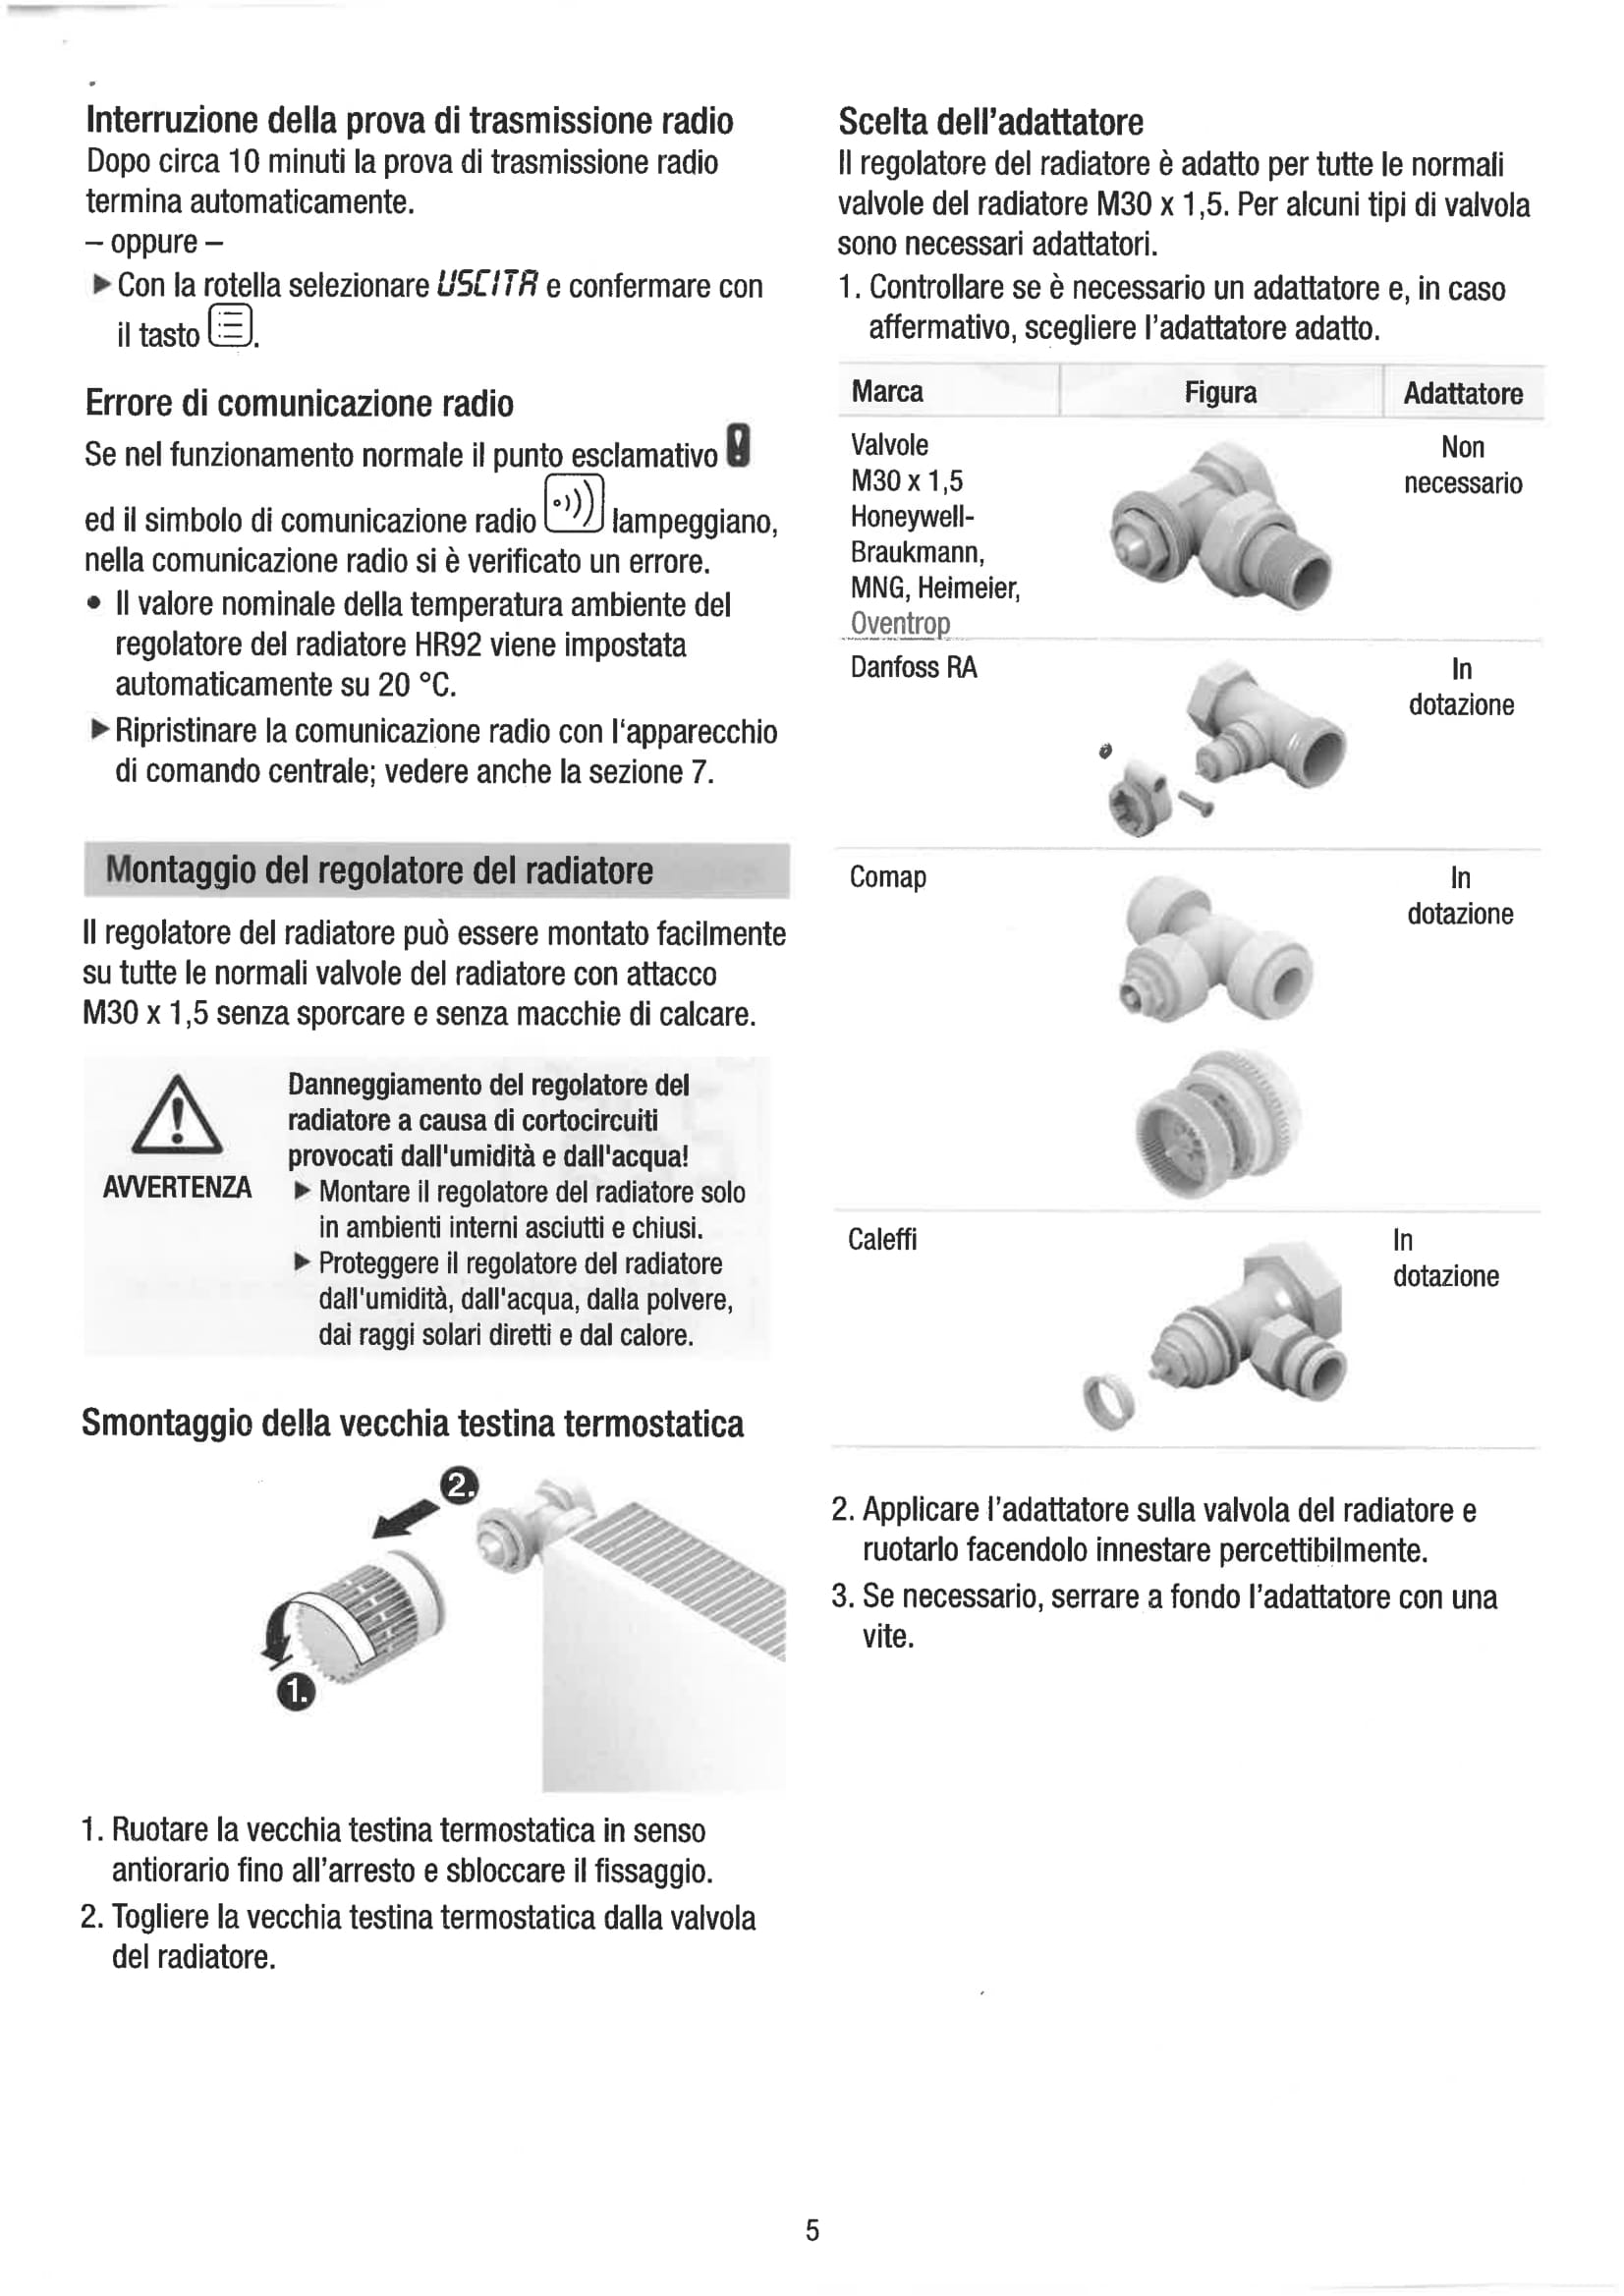 Interruzione della prova di trasmissione radio
Dopo circa 10 minuti la prova di trasmissione radio
termina automaticamente.
– oppure –
► Con la rotella selezionare USCITA e confermare con
il tasto .
Errore di comunicazione radio
Se nel funzionamento normale il punto esclamativo
ed il simbolo di comunicazione radio lampeggiano,
nella comunicazione radio si è verificato un errore.
• Il valore nominale della temperatura ambiente del
regolatore del radiatore HR92 viene impostata
automaticamente su 20 °C.
► Ripristinare la comunicazione radio con l'apparecchio
di comando centrale; vedere anche la sezione 7.
Montaggio del regolatore del radiatore
Il regolatore del radiatore può essere montato facilmente
su tutte le normali valvole del radiatore con attacco
M30 x 1,5 senza sporcare e senza macchie di calcare.
AVVERTENZA
Danneggiamento del regolatore del
radiatore a causa di cortocircuiti
provocati dall'umidità e dall'acqua!
► Montare il regolatore del radiatore solo
in ambienti interni asciutti e chiusi.
► Proteggere il regolatore del radiatore
dall'umidità, dall'acqua, dalla polvere,
dai raggi solari diretti e dal calore.
Smontaggio della vecchia testina termostatica
2.
1.
1. Ruotare la vecchia testina termostatica in senso
antiorario fino all'arresto e sbloccare il fissaggio.
2. Togliere la vecchia testina termostatica dalla valvola
del radiatore.
Scelta dell'adattatore
Il regolatore del radiatore è adatto per tutte le normali
valvole del radiatore M30 x 1,5. Per alcuni tipi di valvola
sono necessari adattatori.
1. Controllare se è necessario un adattatore e, in caso
affermativo, scegliere l'adattatore adatto.
Marca Figura Adattatore
Valvole
M30 x 1,5
Honeywell-
Braukmann,
MNG, Heimeier,
Oventrop
Non
necessario
Danfoss RA
In
dotazione
Comap
In
dotazione
Caleffi
In
dotazione
2. Applicare l'adattatore sulla valvola del radiatore e
ruotarlo facendolo innestare percettibilmente.
3. Se necessario, serrare a fondo l'adattatore con una
vite.
5